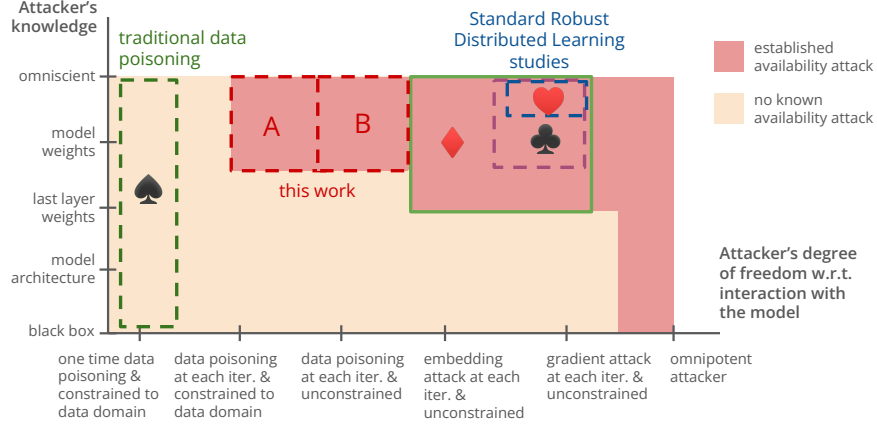 Attacker's
knowledge
traditional data
poisoning
Standard Robust
Distributed Learning
studies
established
availability attack
no known
availability attack
omniscient
model
weights
last layer
weights
model
architecture
black box
A
B
this work
Attacker's degree
of freedom w.r.t.
interaction with
the model
one time data
poisoning &
constrained to
data domain
data poisoning
at each iter. &
constrained to
data domain
data poisoning
at each iter. &
unconstrained
embedding
attack at each
iter. &
unconstrained
gradient attack
at each iter. &
unconstrained
omnipotent
attacker